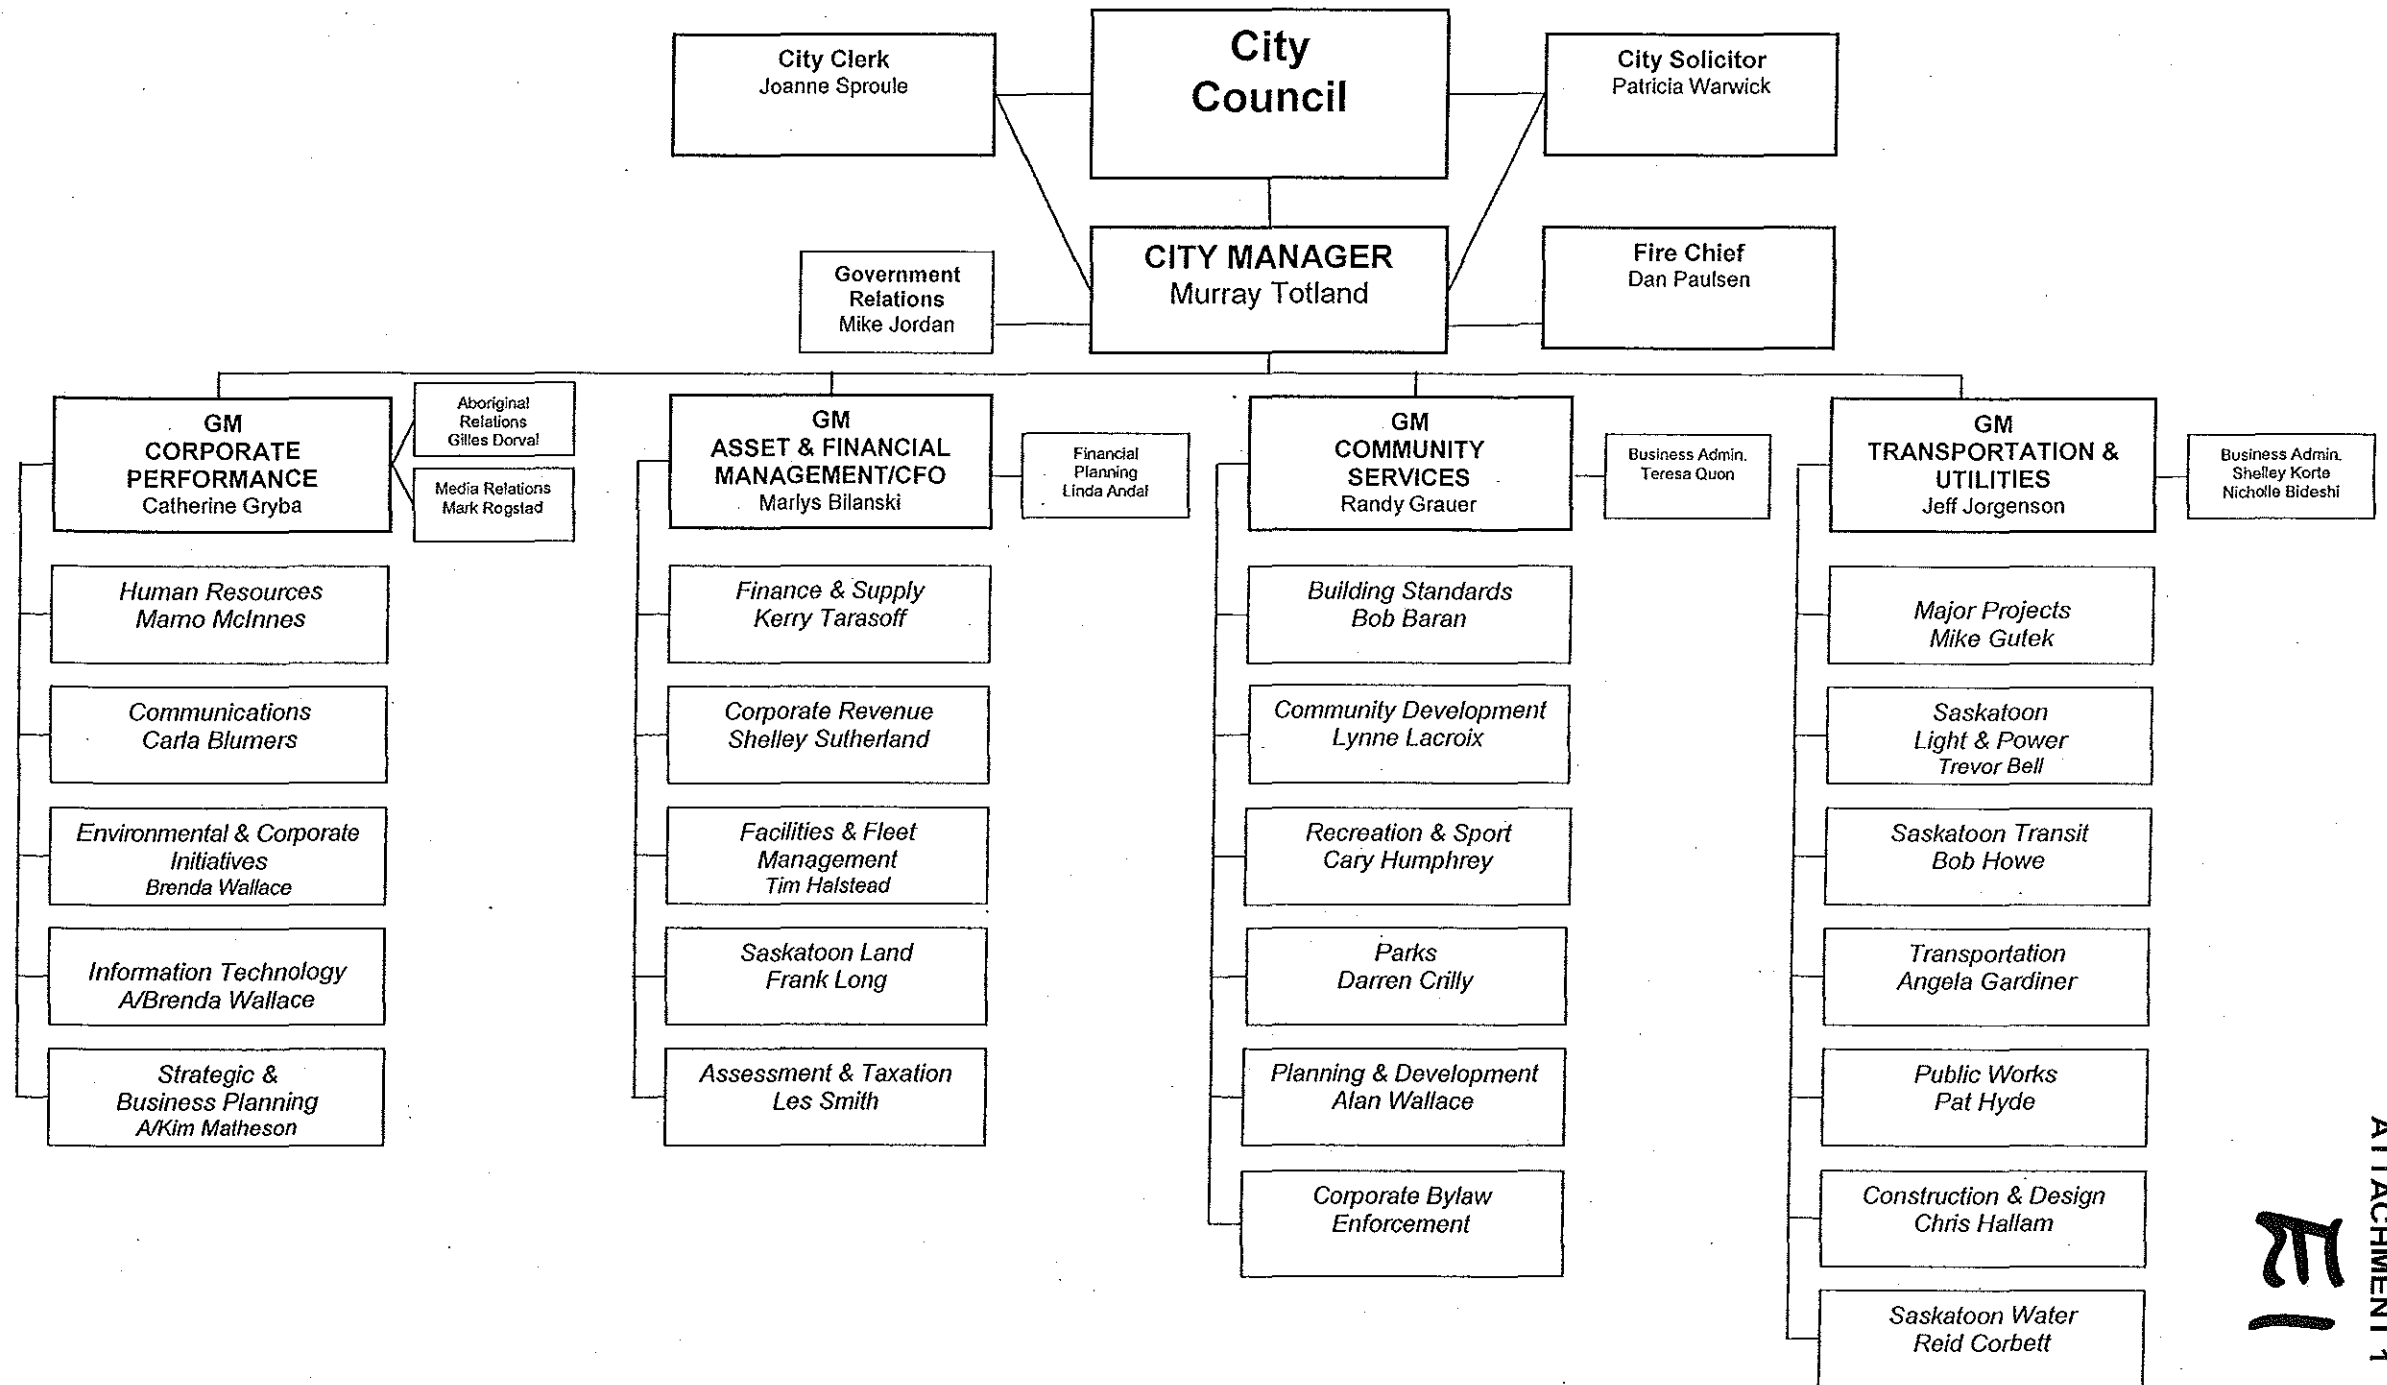 City
Council
City Clerk
Joanne Sproule
City Solicitor
Patricia Warwick
CITY MANAGER
Murray Totland
Government
Relations
Mike Jordan
Fire Chief
Dan Paulsen
GM
CORPORATE
PERFORMANCE
Catherine Gryba
Aboriginal
Relations
Gilles Dorval
Media Relations
Mark Rogstad
Human Resources
Marno McInnes
Communications
Carla Blumers
Environmental & Corporate
Initiatives
Brenda Wallace
Information Technology
A/Brenda Wallace
Strategic &
Business Planning
A/Kim Matheson
GM
ASSET & FINANCIAL
MANAGEMENT/CFO
Marlys Bilanski
Financial
Planning
Linda Andal
Finance & Supply
Kerry Tarasoff
Corporate Revenue
Shelley Sutherland
Facilities & Fleet
Management
Tim Halstead
Saskatoon Land
Frank Long
Assessment & Taxation
Les Smith
GM
COMMUNITY
SERVICES
Randy Grauer
Business Admin.
Teresa Quon
Building Standards
Bob Baran
Community Development
Lynne Lacroix
Recreation & Sport
Cary Humphrey
Parks
Darren Crilly
Planning & Development
Alan Wallace
Corporate Bylaw
Enforcement
GM
TRANSPORTATION &
UTILITIES
Jeff Jorgenson
Business Admin.
Shelley Korte
Nicholle Bideshi
Major Projects
Mike Gutek
Saskatoon
Light & Power
Trevor Bell
Saskatoon Transit
Bob Howe
Transportation
Angela Gardiner
Public Works
Pat Hyde
Construction & Design
Chris Hallam
Saskatoon Water
Reid Corbett
ATTACHMENT 1